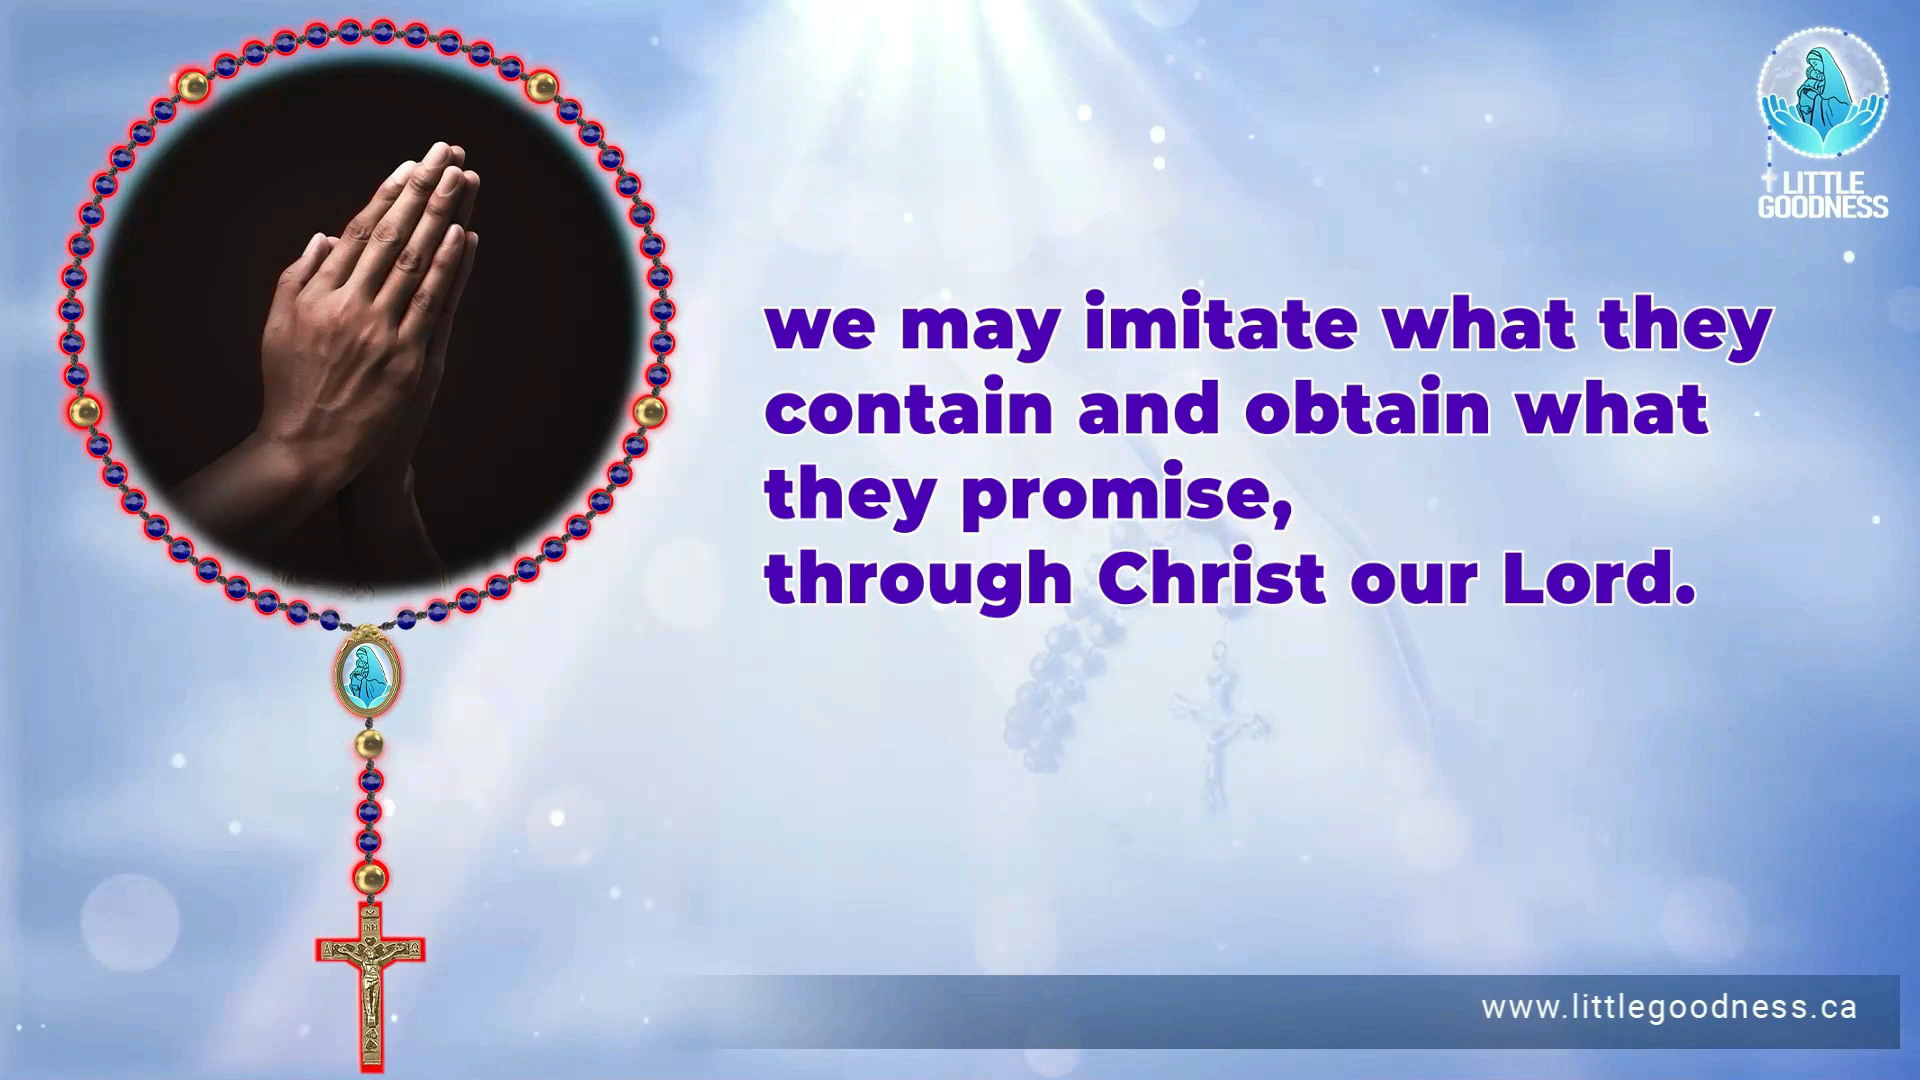 LITTLE
GOODNESS
we may imitate what they
contain and obtain what
they promise,
through Christ our Lord.
INRI
www.littlegoodness.ca